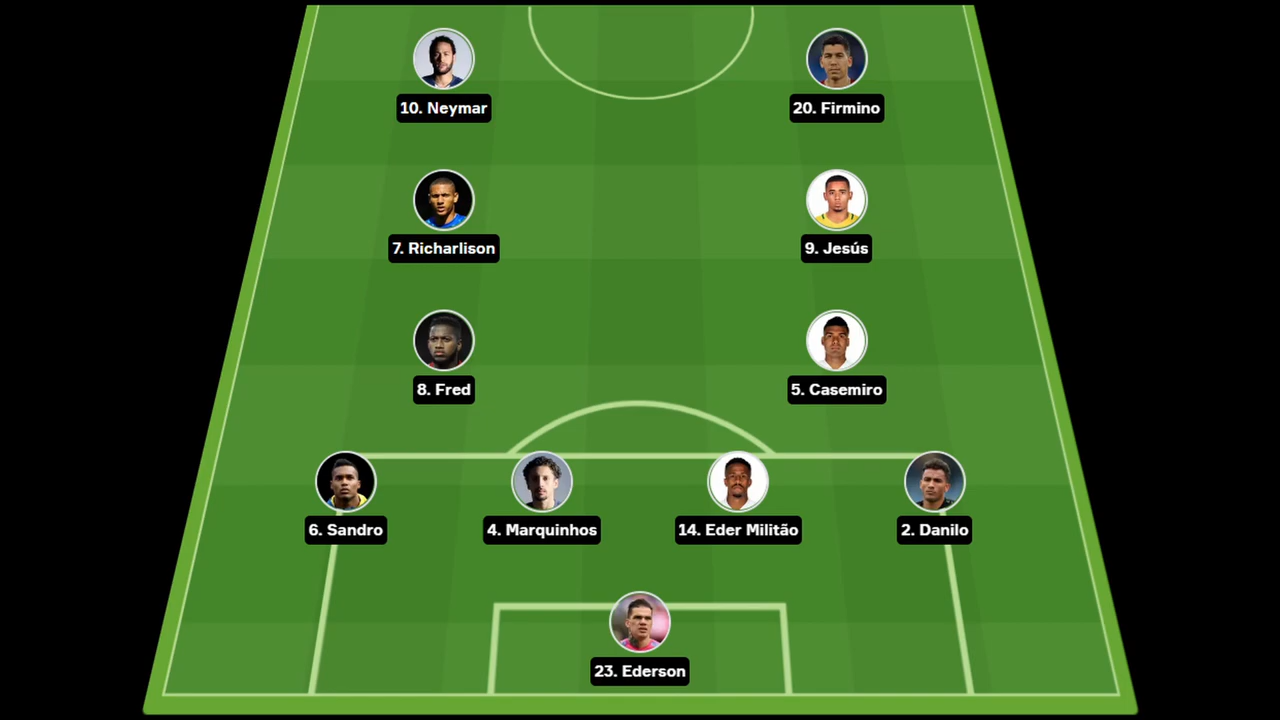 10. Neymar
20. Firmino
7. Richarlison
9. Jesús
8. Fred
5. Casemiro
6. Sandro
4. Marquinhos
14. Eder Militão
2. Danilo
23. Ederson